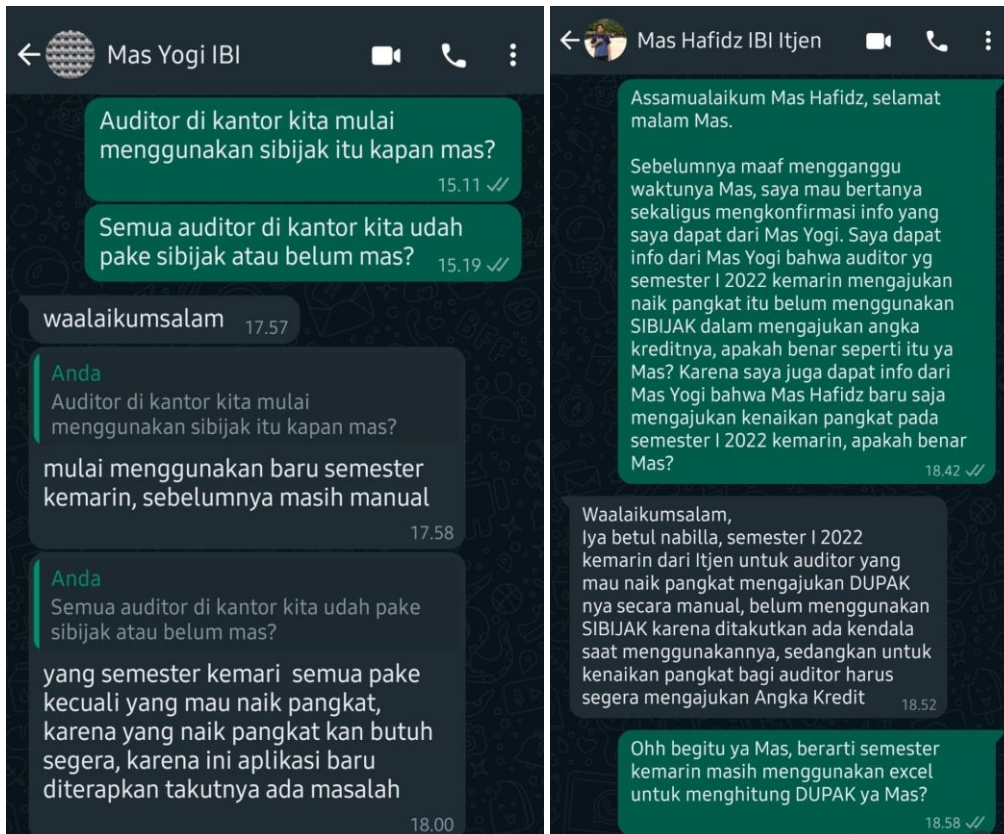 Mas Yogi IBI
Auditor di kantor kita mulai
menggunakan sibijak itu kapan mas?
15.11
Semua auditor di kantor kita udah
pake sibijak atau belum mas?
15.19
waalaikumsalam
17.57
Anda
Auditor di kantor kita mulai
menggunakan sibijak itu kapan mas?
mulai menggunakan baru semester
kemarin, sebelumnya masih manual
17.58
Anda
Semua auditor di kantor kita udah pake
sibijak atau belum mas?
yang semester kemari semua pake
kecuali yang mau naik pangkat,
karena yang naik pangkat kan butuh
segera, karena ini aplikasi baru
diterapkan takutnya ada masalah
18.00
Mas Hafidz IBI Itjen
Assamualaikum Mas Hafidz, selamat
malam Mas.
Sebelumnya maaf mengganggu
waktunya Mas, saya mau bertanya
sekaligus mengkonfirmasi info yang
saya dapat dari Mas Yogi. Saya dapat
info dari Mas Yogi bahwa auditor yg
semester I 2022 kemarin mengajukan
naik pangkat itu belum menggunakan
SIBIJAK dalam mengajukan angka
kreditnya, apakah benar seperti itu ya
Mas? Karena saya juga dapat info dari
Mas Yogi bahwa Mas Hafidz baru saja
mengajukan kenaikan pangkat pada
semester I 2022 kemarin, apakah benar
Mas?
18.42
Waalaikumsalam,
Iya betul nabilla, semester I 2022
kemarin dari Itjen untuk auditor yang
mau naik pangkat mengajukan DUPAK
nya secara manual, belum menggunakan
SIBIJAK karena ditakutkan ada kendala
saat menggunakannya, sedangkan untuk
kenaikan pangkat bagi auditor harus
segera mengajukan Angka Kredit
18.52
Ohh begitu ya Mas, berarti semester
kemarin masih menggunakan excel
untuk menghitung DUPAK ya Mas?
18.58